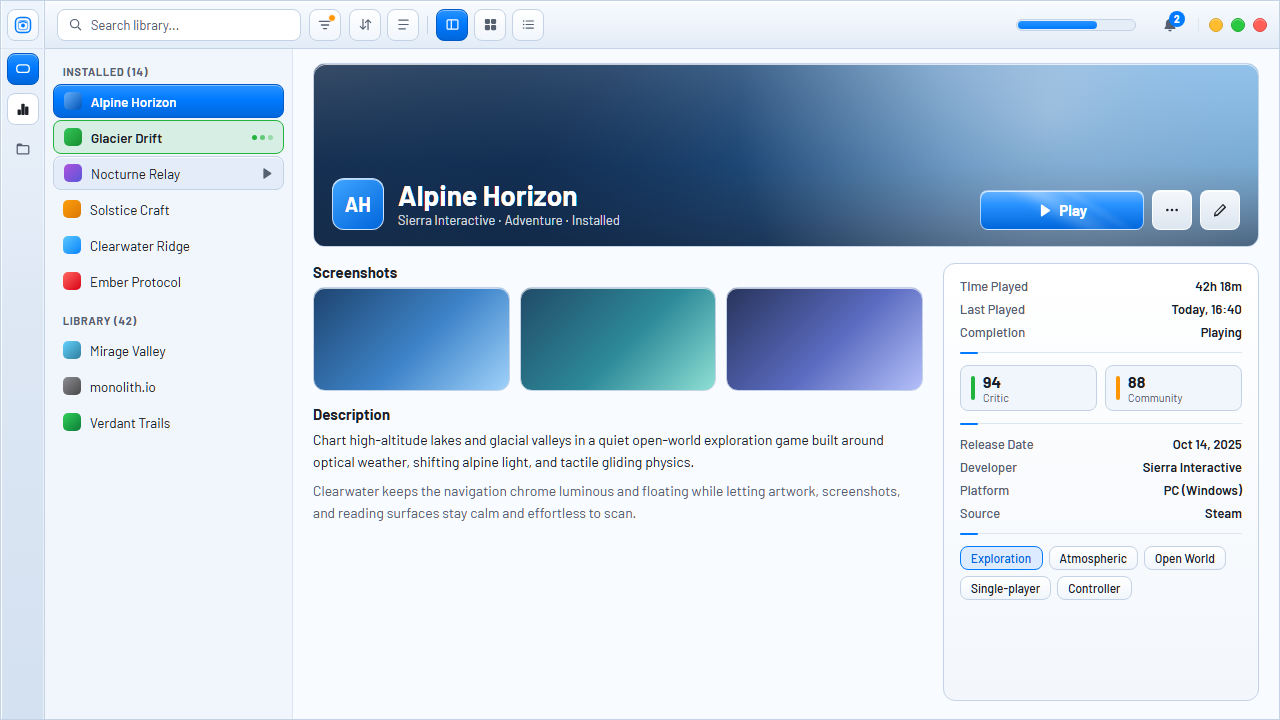 Search library...
2
INSTALLED (14)
Alpine Horizon
Glacier Drift
Nocturne Relay
Solstice Craft
Clearwater Ridge
Ember Protocol
LIBRARY (42)
Mirage Valley
monolith.io
Verdant Trails
AH
Alpine Horizon
Sierra Interactive · Adventure · Installed
Play
Screenshots
Description
Chart high-altitude lakes and glacial valleys in a quiet open-world exploration game built around
optical weather, shifting alpine light, and tactile gliding physics.
Clearwater keeps the navigation chrome luminous and floating while letting artwork, screenshots,
and reading surfaces stay calm and effortless to scan.
Time Played 42h 18m
Last Played Today, 16:40
Completion Playing
94 88
Critic Community
Release Date Oct 14, 2025
Developer Sierra Interactive
Platform PC (Windows)
Source Steam
Exploration Atmospheric Open World
Single-player Controller